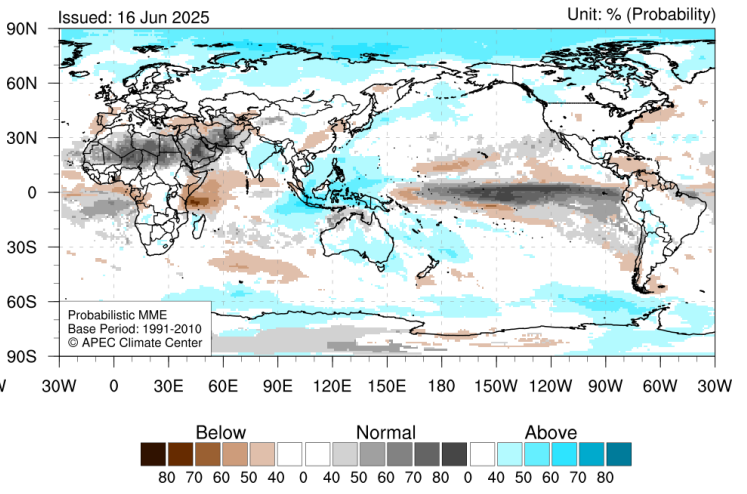 Issued: 16 Jun 2025
Unit: % (Probability)
90N
60N
30N
0
30S
60S
90S
Probabilistic MME
Base Period: 1991-2010
© APEC Climate Center
W 30W 0 30E 60E 90E 120E 150E 180 150W 120W 90W 60W 30W
Below Normal Above
80 70 60 50 40 0 40 50 60 70 80 0 40 50 60 70 80